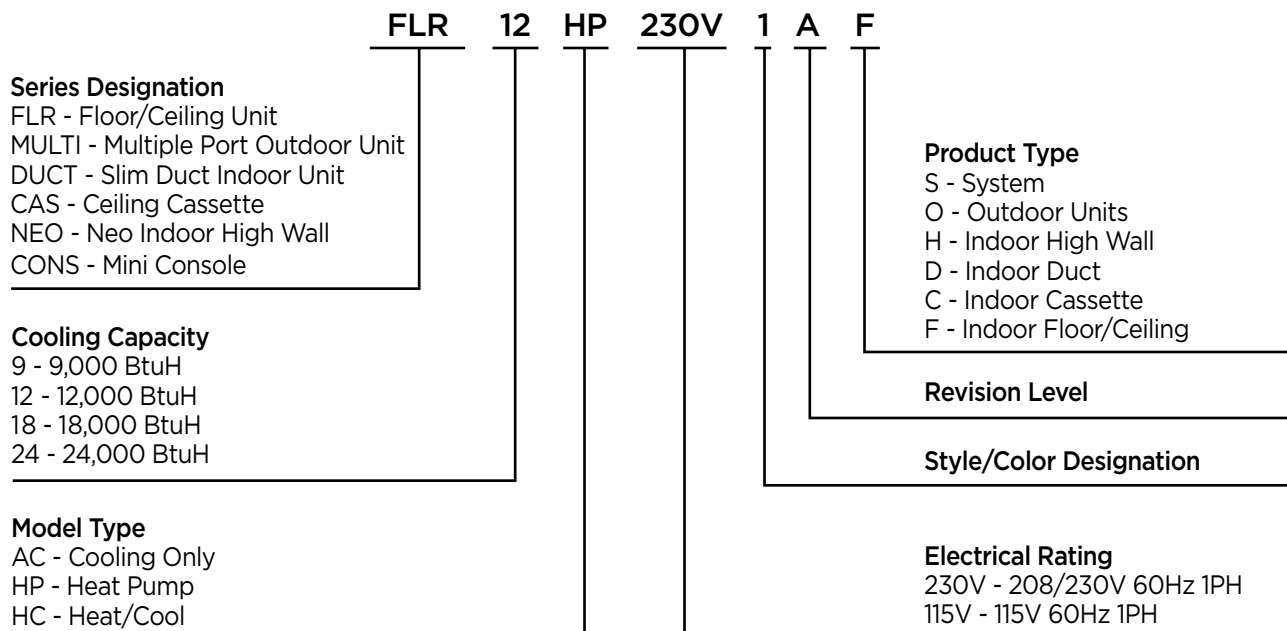 FLR 12 HP 230V 1 A F
Series Designation
FLR - Floor/Ceiling Unit
MULTI - Multiple Port Outdoor Unit
DUCT - Slim Duct Indoor Unit
CAS - Ceiling Cassette
NEO - Neo Indoor High Wall
CONS - Mini Console
Cooling Capacity
9 - 9,000 BtuH
12 - 12,000 BtuH
18 - 18,000 BtuH
24 - 24,000 BtuH
Model Type
AC - Cooling Only
HP - Heat Pump
HC - Heat/Cool
Product Type
S - System
O - Outdoor Units
H - Indoor High Wall
D - Indoor Duct
C - Indoor Cassette
F - Indoor Floor/Ceiling
Revision Level
Style/Color Designation
Electrical Rating
230V - 208/230V 60Hz 1PH
115V - 115V 60Hz 1PH